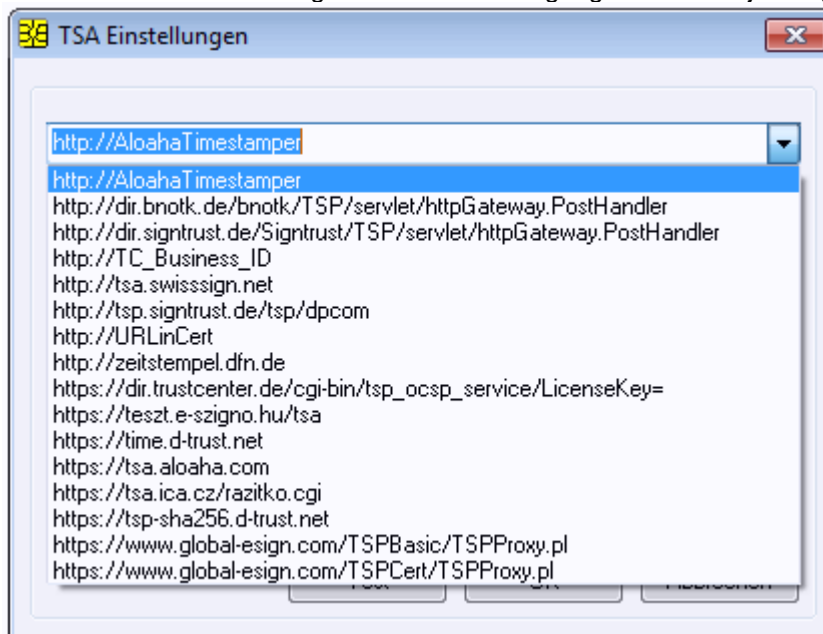 TSA Einstellungen
http://AloahaTimestamper
http://AloahaTimestamper
http://dir.bnotk.de/bnotk/TSP/servlet/httpGateway.PostHandler
http://dir.signtrust.de/Signtrust/TSP/servlet/httpGateway.PostHandler
http://TC_Business_ID
http://tsa.swisssign.net
http://tsp.signtrust.de/tsp/dpcom
http://URLinCert
http://zeitstempel.dfn.de
https://dir.trustcenter.de/cgi-bin/tsp_ocsp_service/LicenseKey=
https://teszt.e-szigno.hu/tsa
https://time.d-trust.net
https://tsa.aloaha.com
https://tsa.ica.cz/razitko.cgi
https://tsp-sha256.d-trust.net
https://www.global-esign.com/TSPBasic/TSPProxy.pl
https://www.global-esign.com/TSPCert/TSPProxy.pl